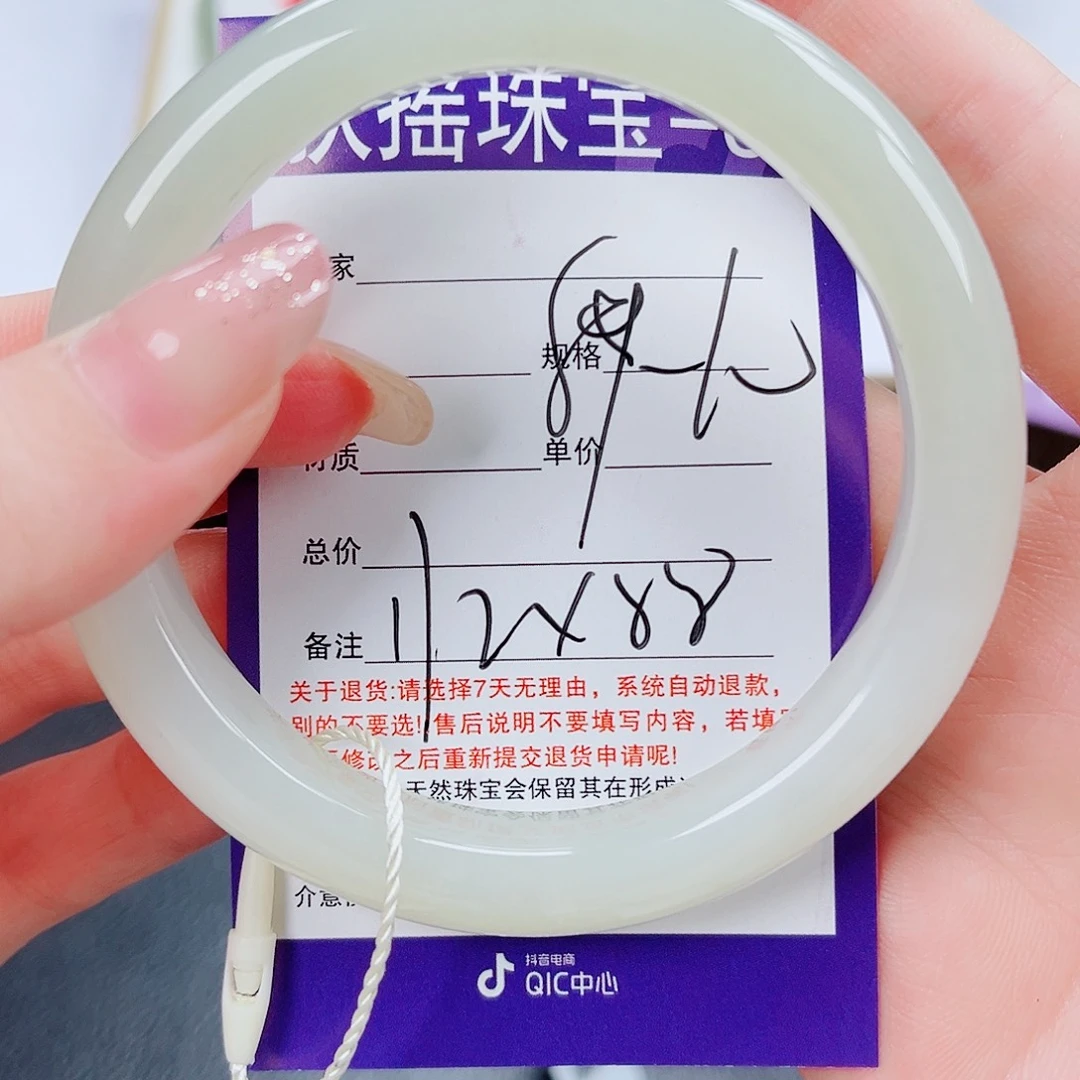 扶摇珠宝-
家
规格
材质 单价
总价
备注 11/2X88
关于退货:请选择7天无理由，系统自动退款，
别的不要选!售后说明不要填写内容，若填
修改之后重新提交退货申请呢!
天然珠宝会保留其在形成
介意
抖音电商
QIC中心